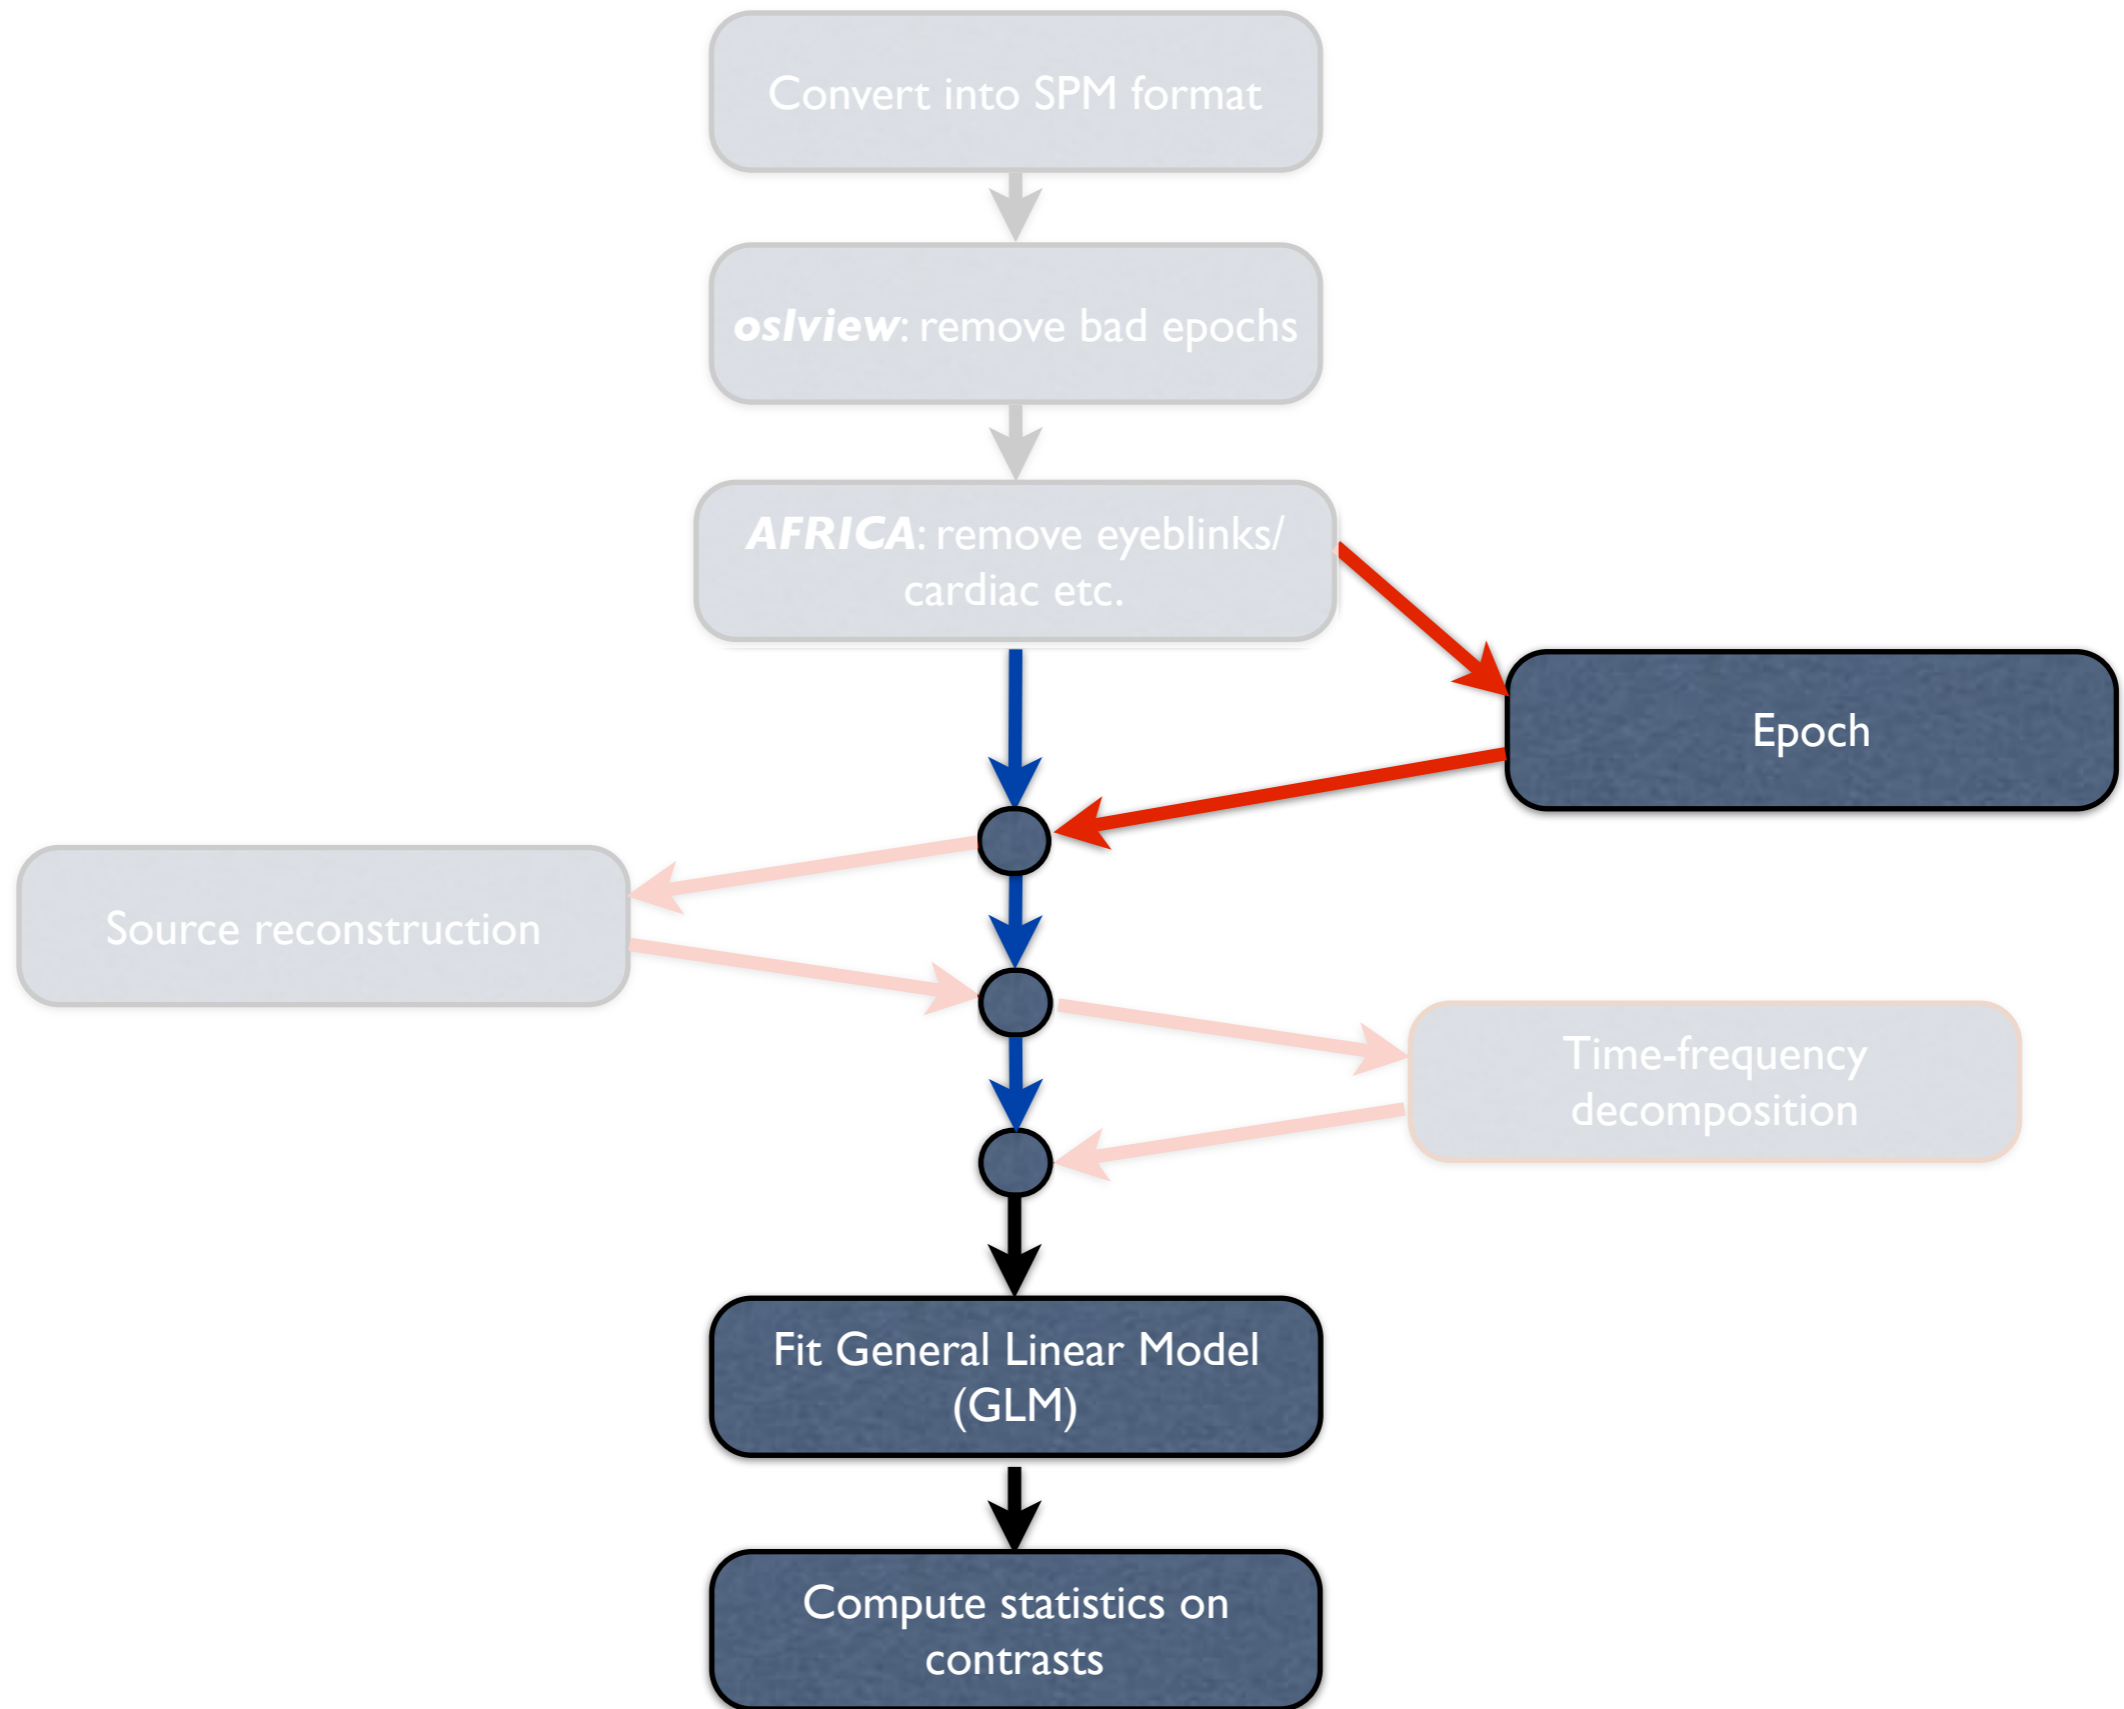 Convert into SPM format
oslview: remove bad epochs
AFRICA: remove eyeblinks/
cardiac etc.
Epoch
Source reconstruction
Time-frequency
decomposition
Fit General Linear Model
(GLM)
Compute statistics on
contrasts